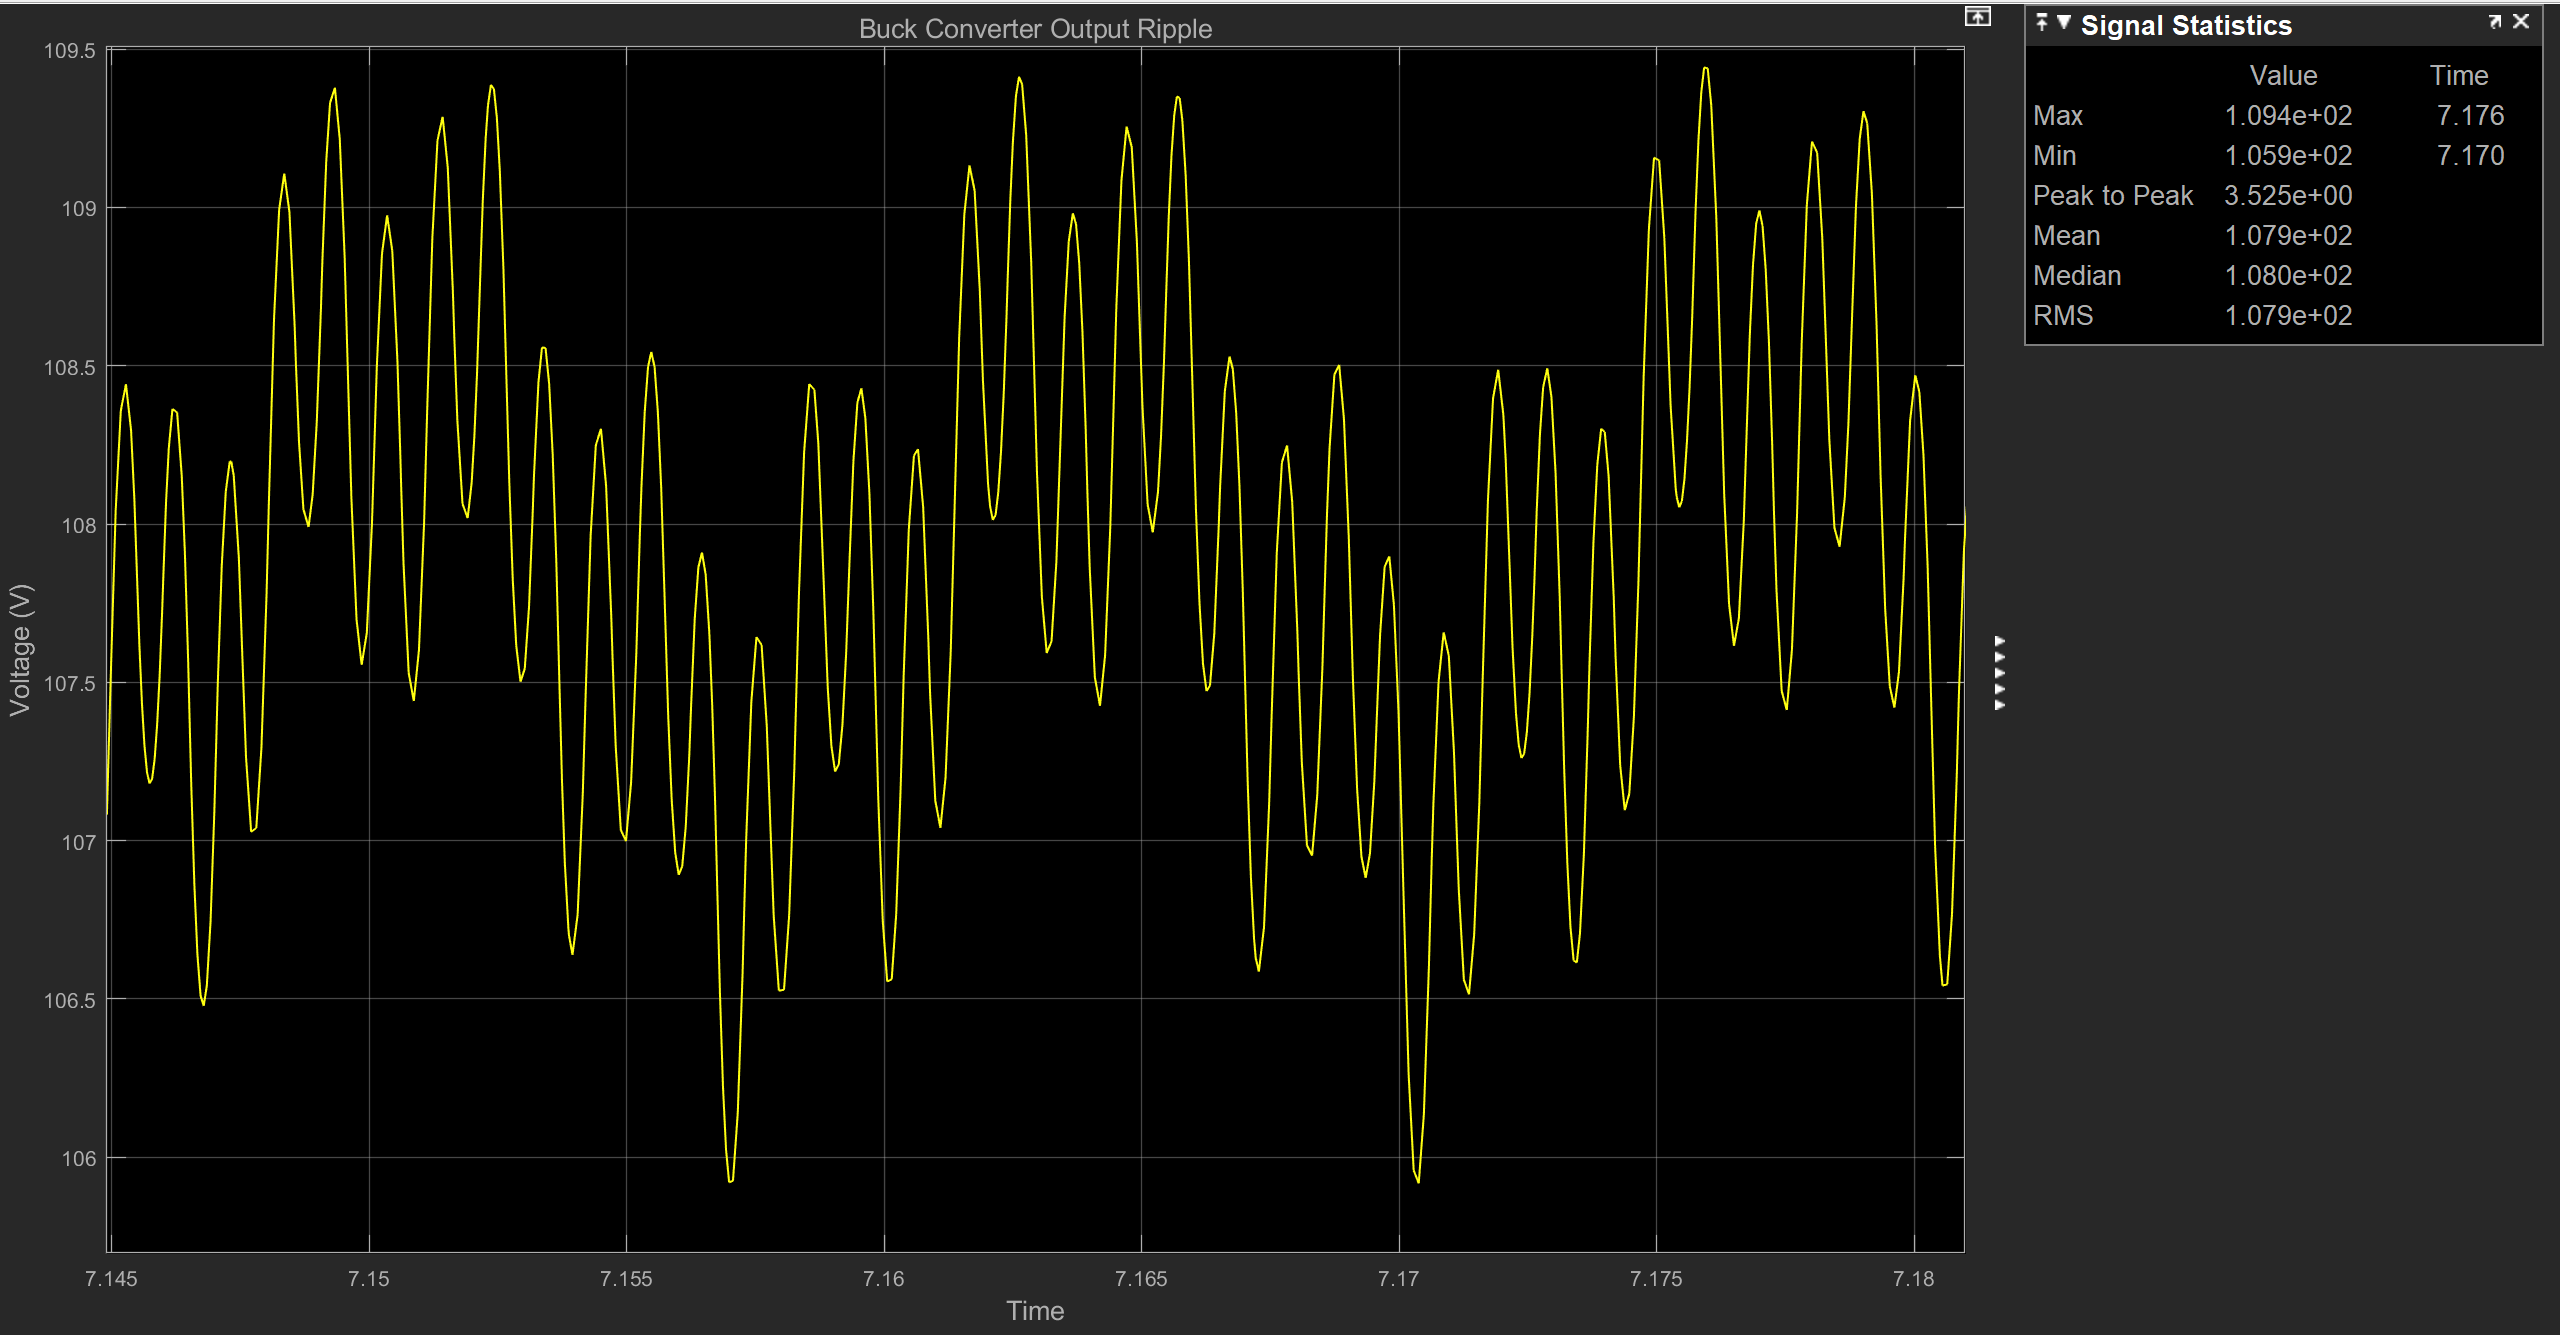 Buck Converter Output Ripple
109.5
109
108.5
108
107.5
107
106.5
106
Voltage (V)
7.145 7.15 7.155 7.16 7.165 7.17 7.175 7.18
Time
Signal Statistics
Value Time
Max 1.094e+02 7.176
Min 1.059e+02 7.170
Peak to Peak 3.525e+00
Mean 1.079e+02
Median 1.080e+02
RMS 1.079e+02